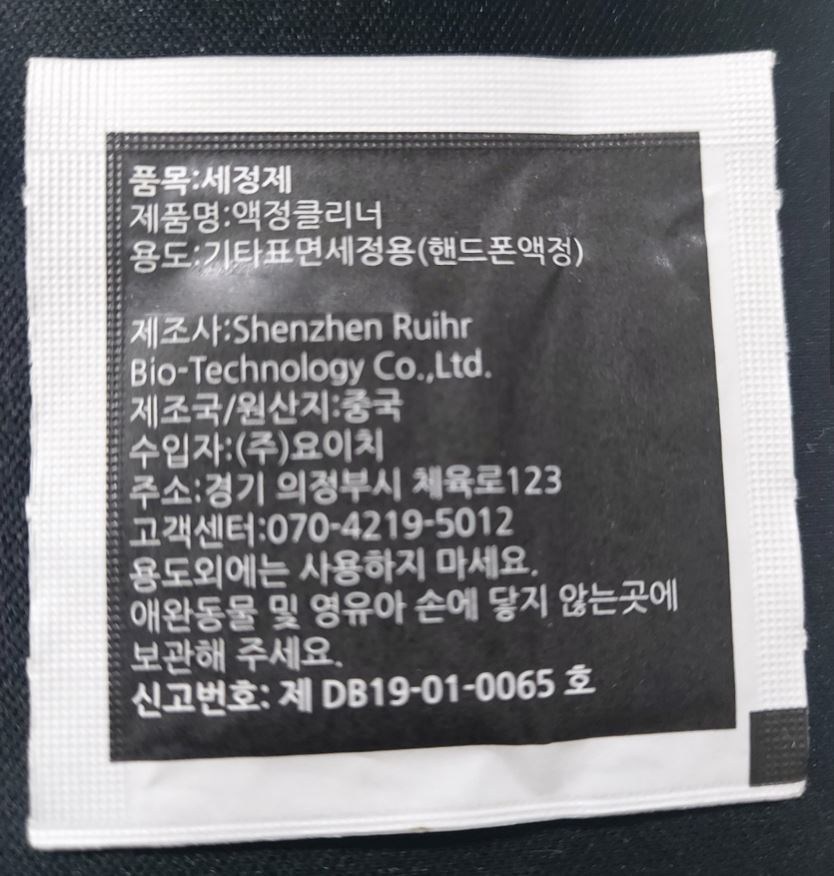 품목:세정제
제품명:액정클리너
용도:기타표면세정용(핸드폰액정)
제조사:Shenzhen Ruihr
Bio-Technology Co.,Ltd.
제조국/원산지:중국
수입자:(주)요이치
주소:경기 의정부시 체육로123
고객센터:070-4219-5012
용도외에는 사용하지 마세요.
애완동물 및 영유아 손에 닿지 않는곳에
보관해 주세요.
신고번호: 제 DB19-01-0065 호